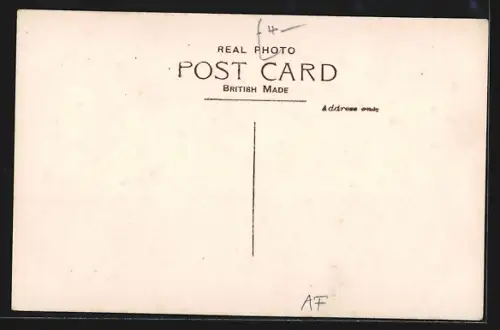 £4-
REAL PHOTO
POST CARD
BRITISH MADE
Address only
AF